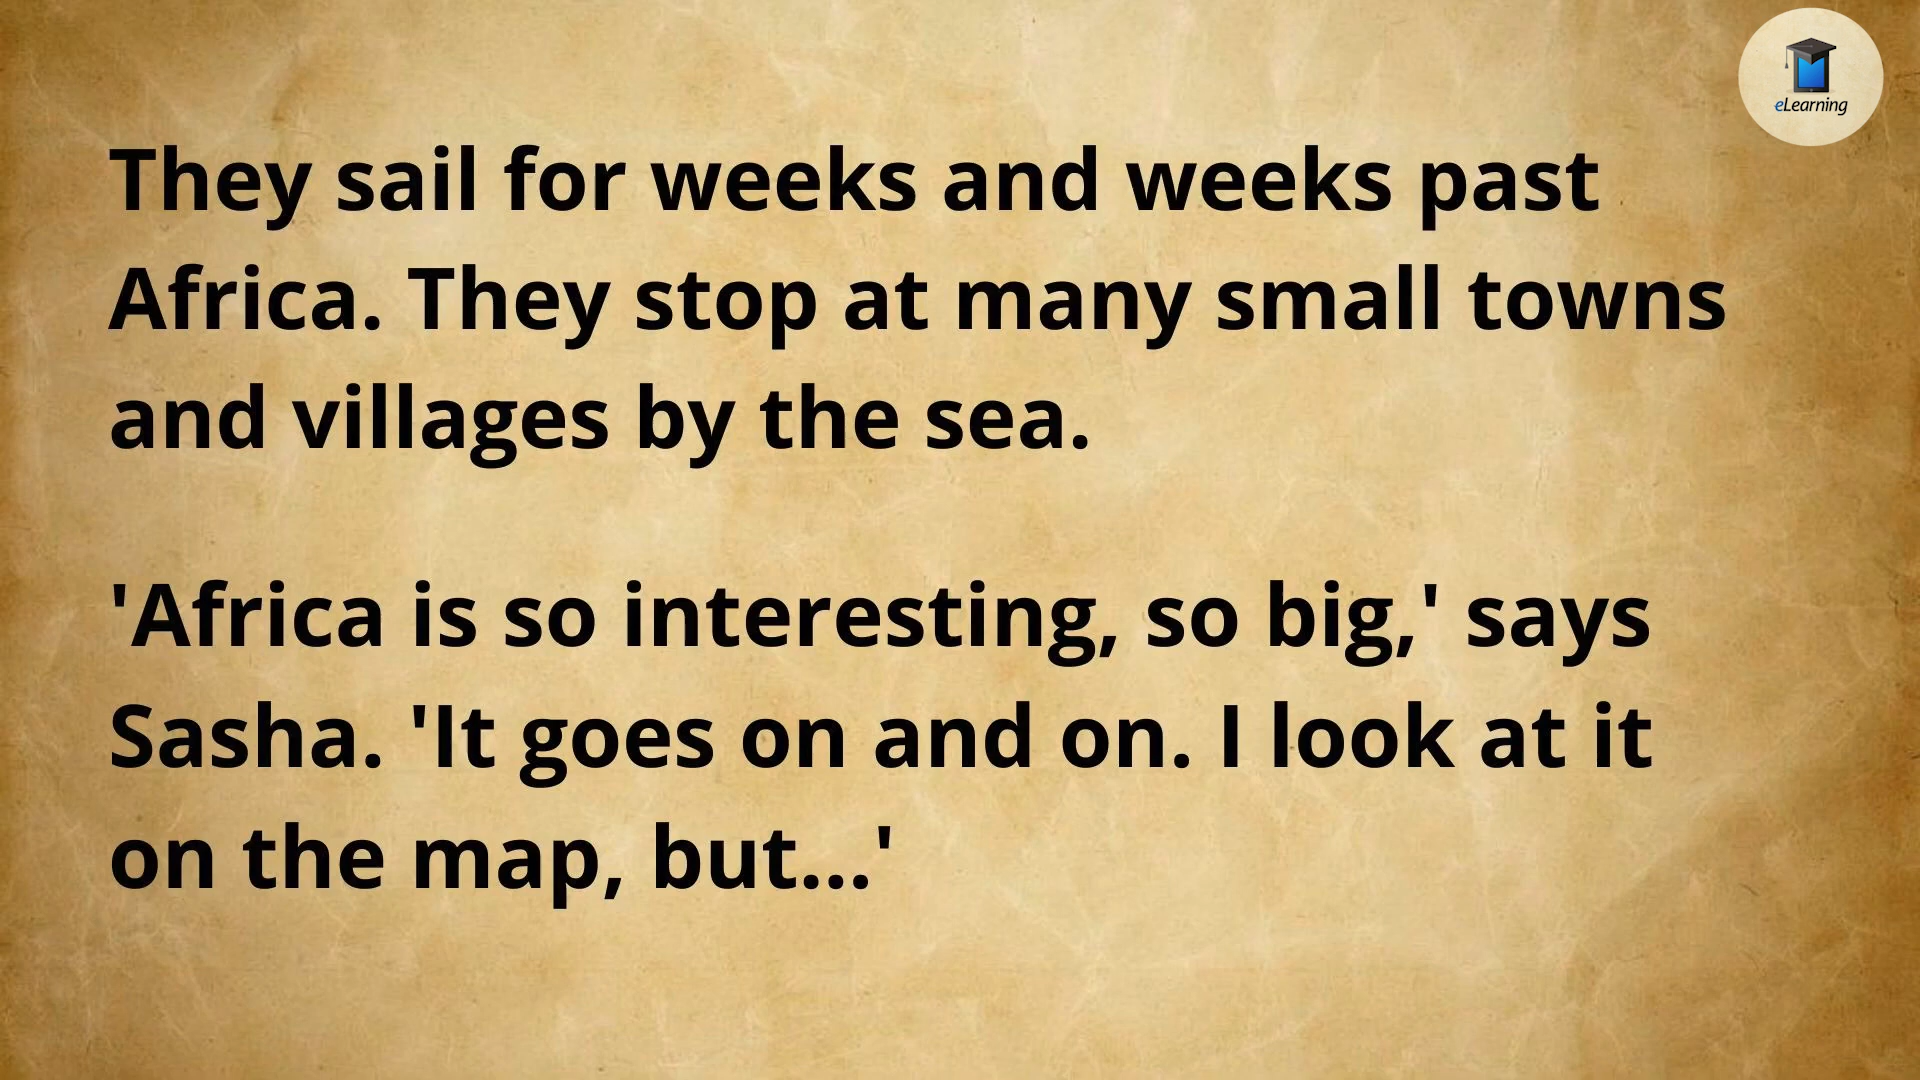 eLearning
They sail for weeks and weeks past
Africa. They stop at many small towns
and villages by the sea.
'Africa is so interesting, so big,' says
Sasha. 'It goes on and on. I look at it
on the map, but...'